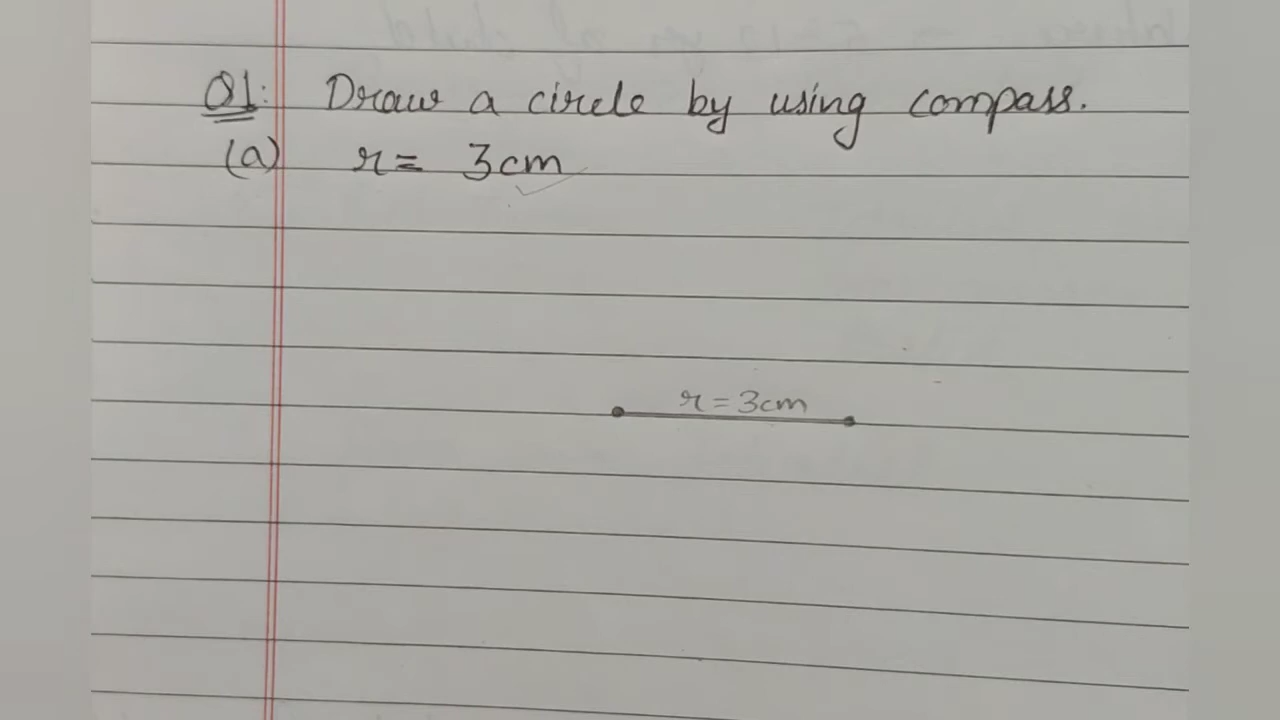 Q1: Draw a circle by using compass.
(a) r = 3cm
r = 3cm